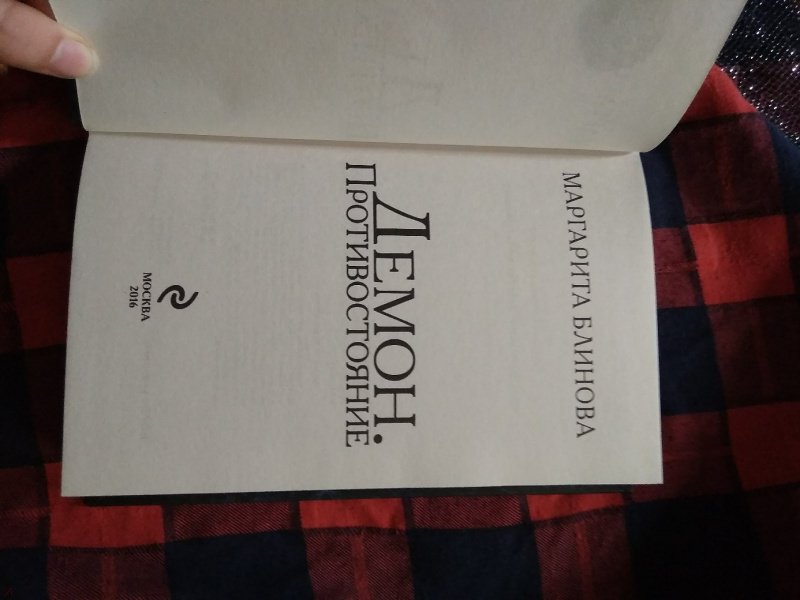 МАРГАРИТА БЛИНОВА
ДЕМОН.
ПРОТИВОСТОЯНИЕ
МОСКВА
2016